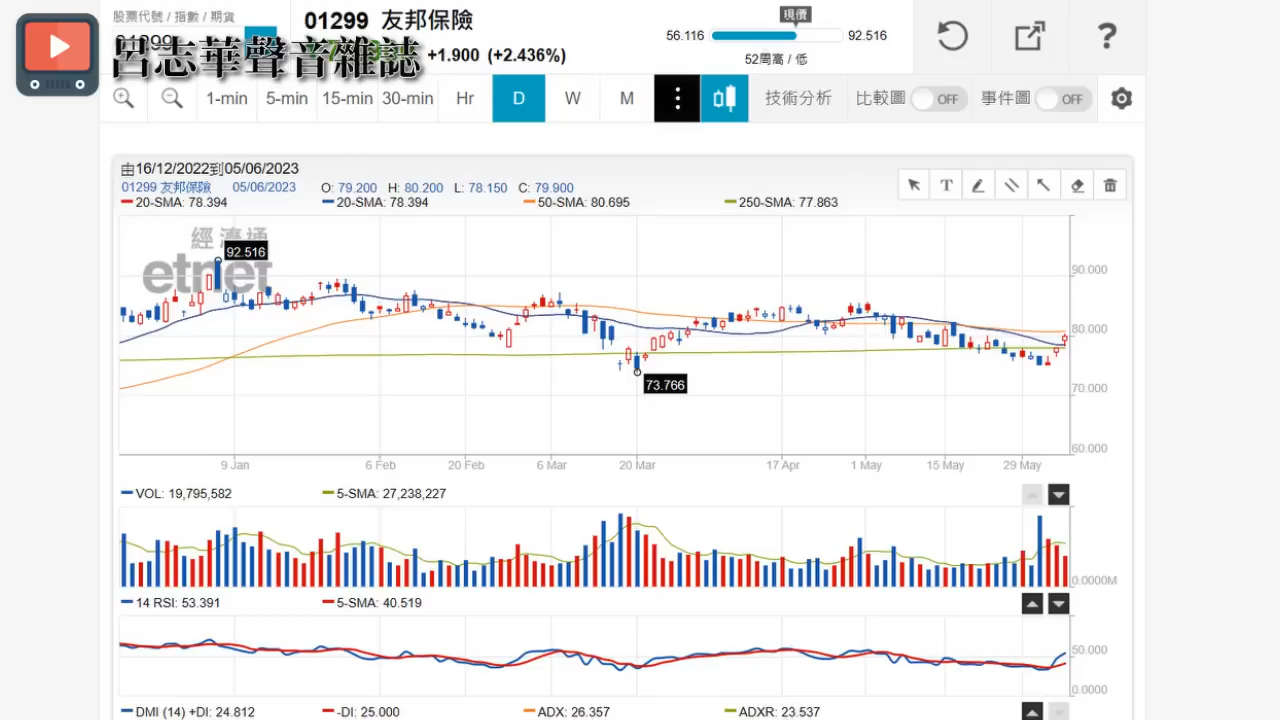 股票代號 / 指數 / 期貨
01299 友邦保險
呂志華聲音雜誌
+1.900 (+2.436%)
現價
56.116 92.516
52周高 / 低
?
1-min 5-min 15-min 30-min Hr D W M 技術分析 比較圖 OFF 事件圖 OFF
由16/12/2022到05/06/2023
01299 友邦保險 05/06/2023 O: 79.200 H: 80.200 L: 78.150 C: 79.900
20-SMA: 78.394 20-SMA: 78.394 50-SMA: 80.695 250-SMA: 77.863
T
經濟通
etnet
92.516
90.000
80.000
73.766
70.000
60.000
9 Jan 6 Feb 20 Feb 6 Mar 20 Mar 17 Apr 1 May 15 May 29 May
VOL: 19,795,582 5-SMA: 27,238,227
0.0000M
14 RSI: 53.391 5-SMA: 40.519
50.000
0.0000
DMI (14) +DI: 24.812 -DI: 25.000 ADX: 26.357 ADXR: 23.537